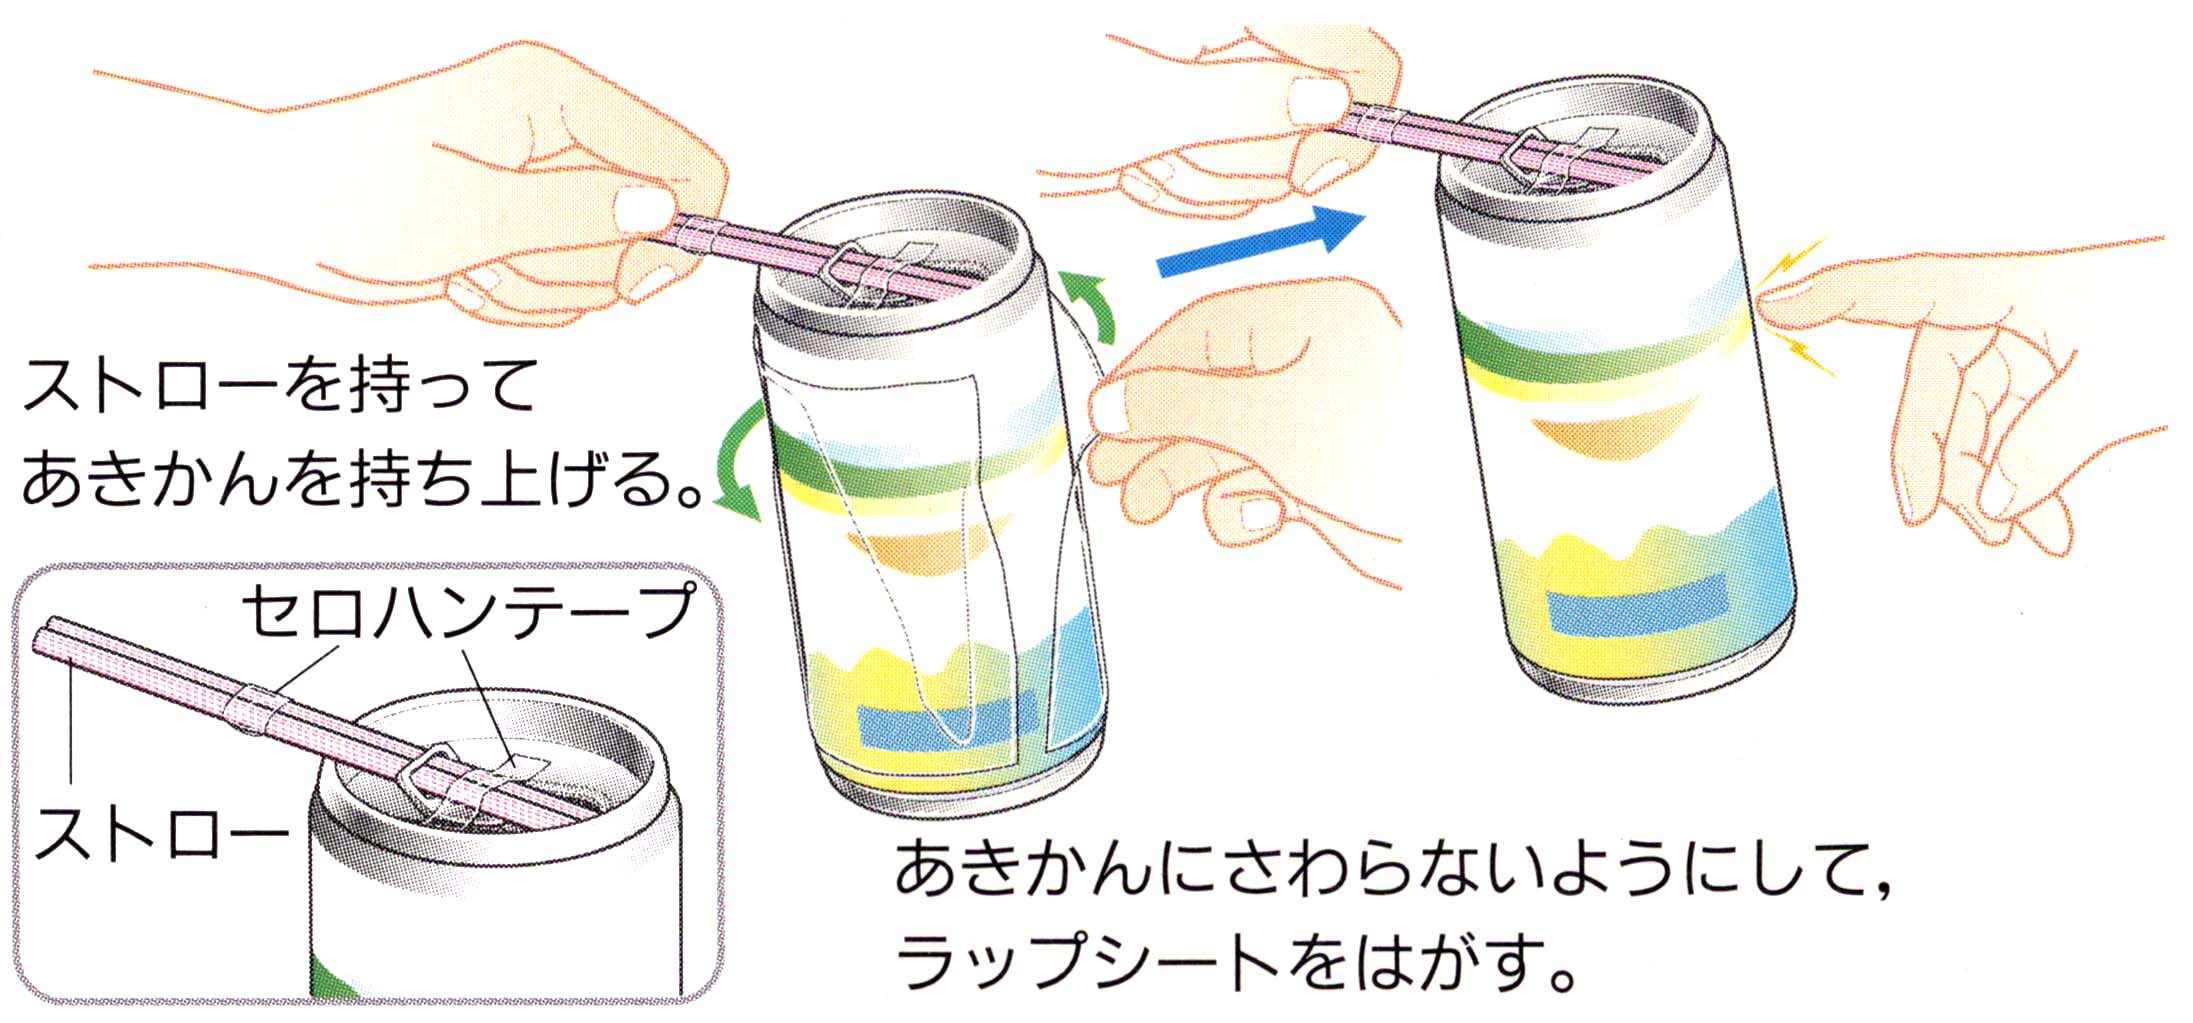 ストローを持って
あきかんを持ち上げる。
セロハンテープ
ストロー
あきかんにさわらないようにして，
ラップシートをはがす。